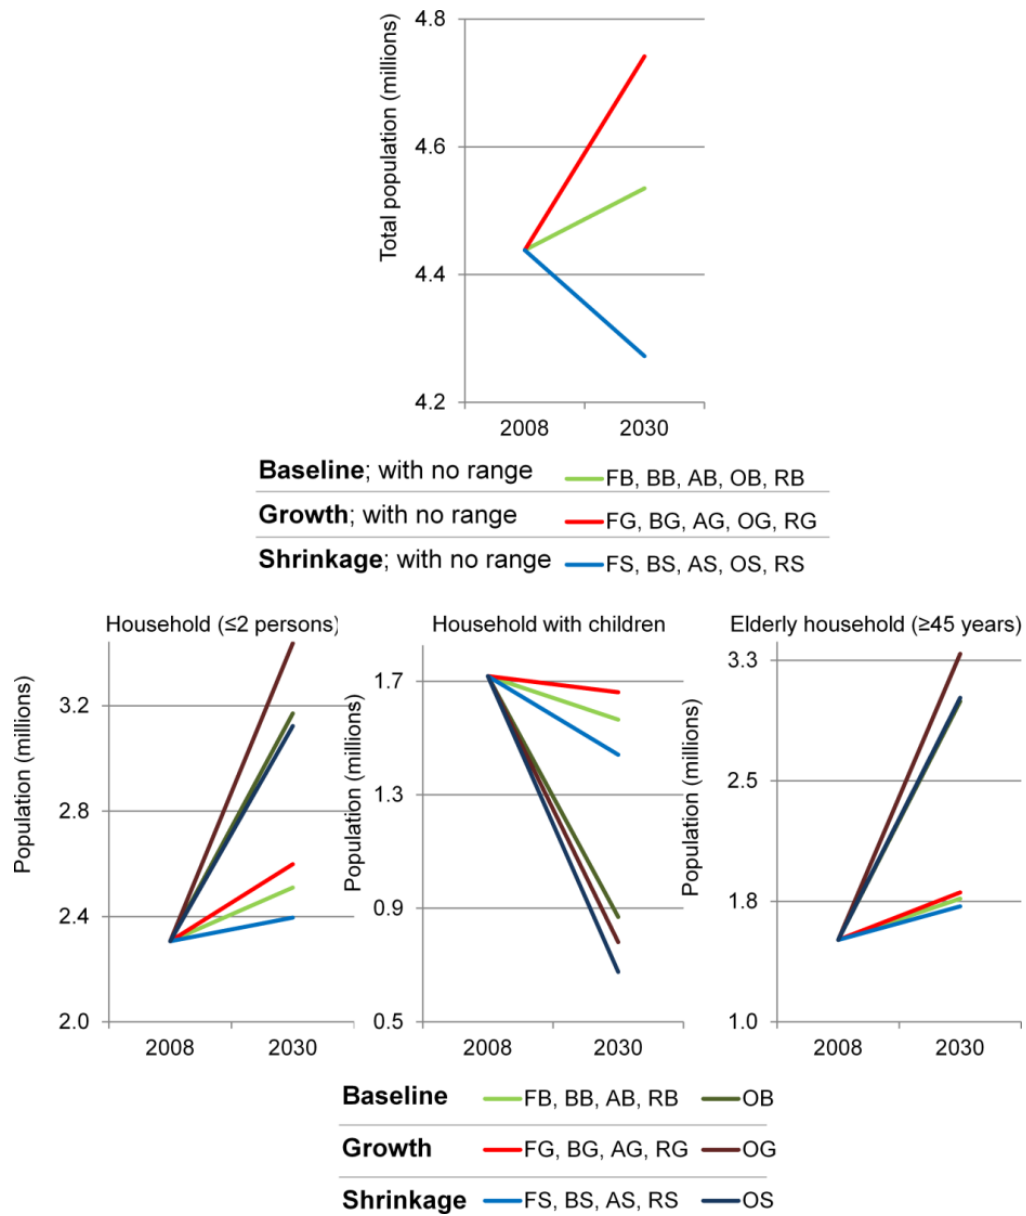 4.8
4.6
4.4
4.2
Total population (millions)
2008 2030
Baseline; with no range FB, BB, AB, OB, RB
Growth; with no range FG, BG, AG, OG, RG
Shrinkage; with no range FS, BS, AS, OS, RS
Household (≤2 persons)
Population (millions)
3.2
2.8
2.4
2.0
2008 2030
Household with children
Population (millions)
1.7
1.3
0.9
0.5
2008 2030
Elderly household (≥45 years)
Population (millions)
3.3
2.5
1.8
1.0
2008 2030
Baseline FB, BB, AB, RB OB
Growth FG, BG, AG, RG OG
Shrinkage FS, BS, AS, RS OS